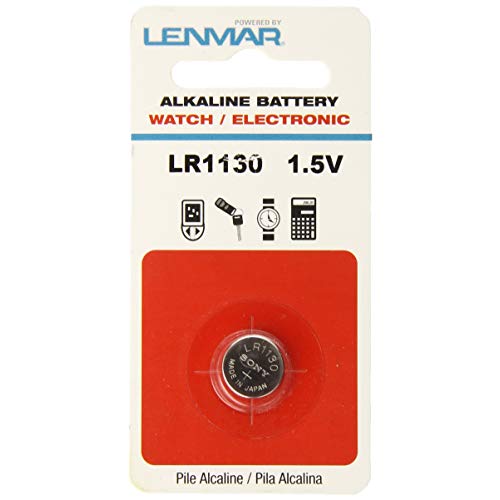 POWERED BY
LENMAR®
ALKALINE BATTERY
WATCH / ELECTRONIC
LR1130 1.5V
LR1130
SONY
+
MADE IN JAPAN
Pile Alcaline / Pila Alcalina